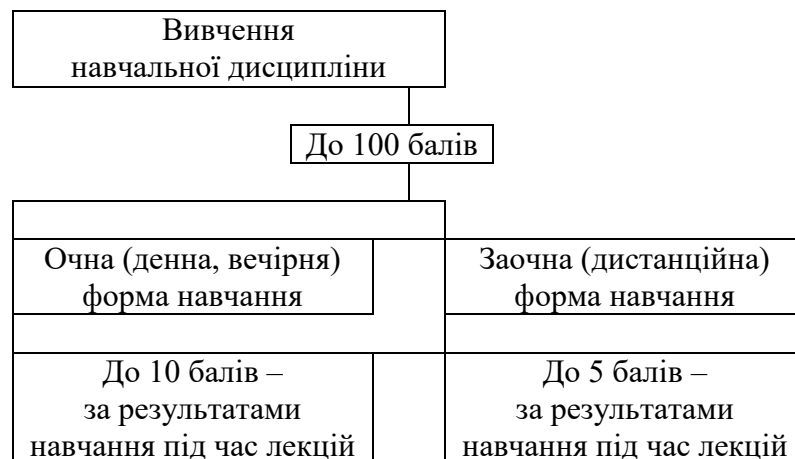 Вивчення
навчальної дисципліни
До 100 балів
Очна (денна, вечірня)
форма навчання
Заочна (дистанційна)
форма навчання
До 10 балів –
за результатами
навчання під час лекцій
До 5 балів –
за результатами
навчання під час лекцій